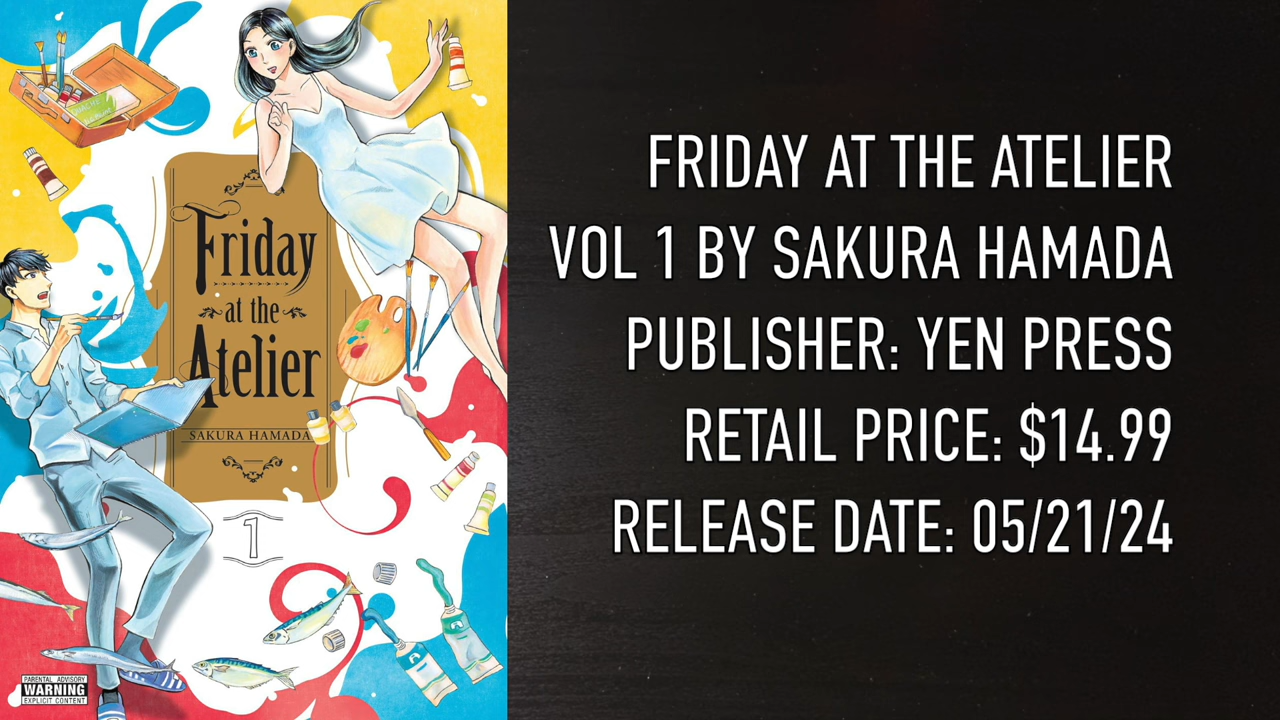 Friday
at the
Atelier
SAKURA HAMADA
1
PARENTAL ADVISORY
WARNING
EXPLICIT CONTENT
FRIDAY AT THE ATELIER
VOL 1 BY SAKURA HAMADA
PUBLISHER: YEN PRESS
RETAIL PRICE: $14.99
RELEASE DATE: 05/21/24